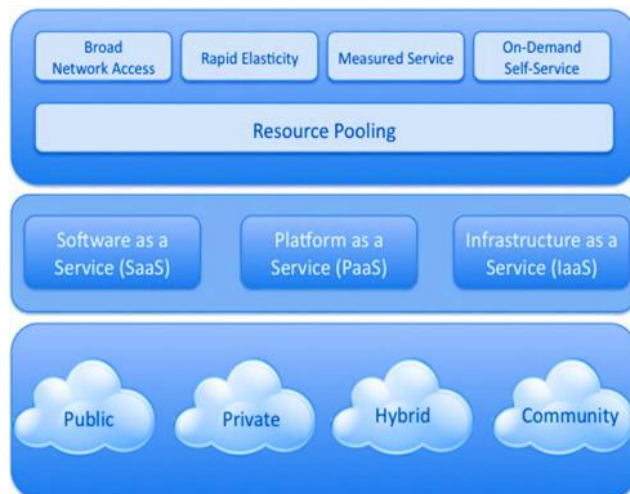 Broad
Network Access
Rapid Elasticity
Measured Service
On-Demand
Self-Service
Resource Pooling
Software as a
Service (SaaS)
Platform as a
Service (PaaS)
Infrastructure as a
Service (IaaS)
Public
Private
Hybrid
Community